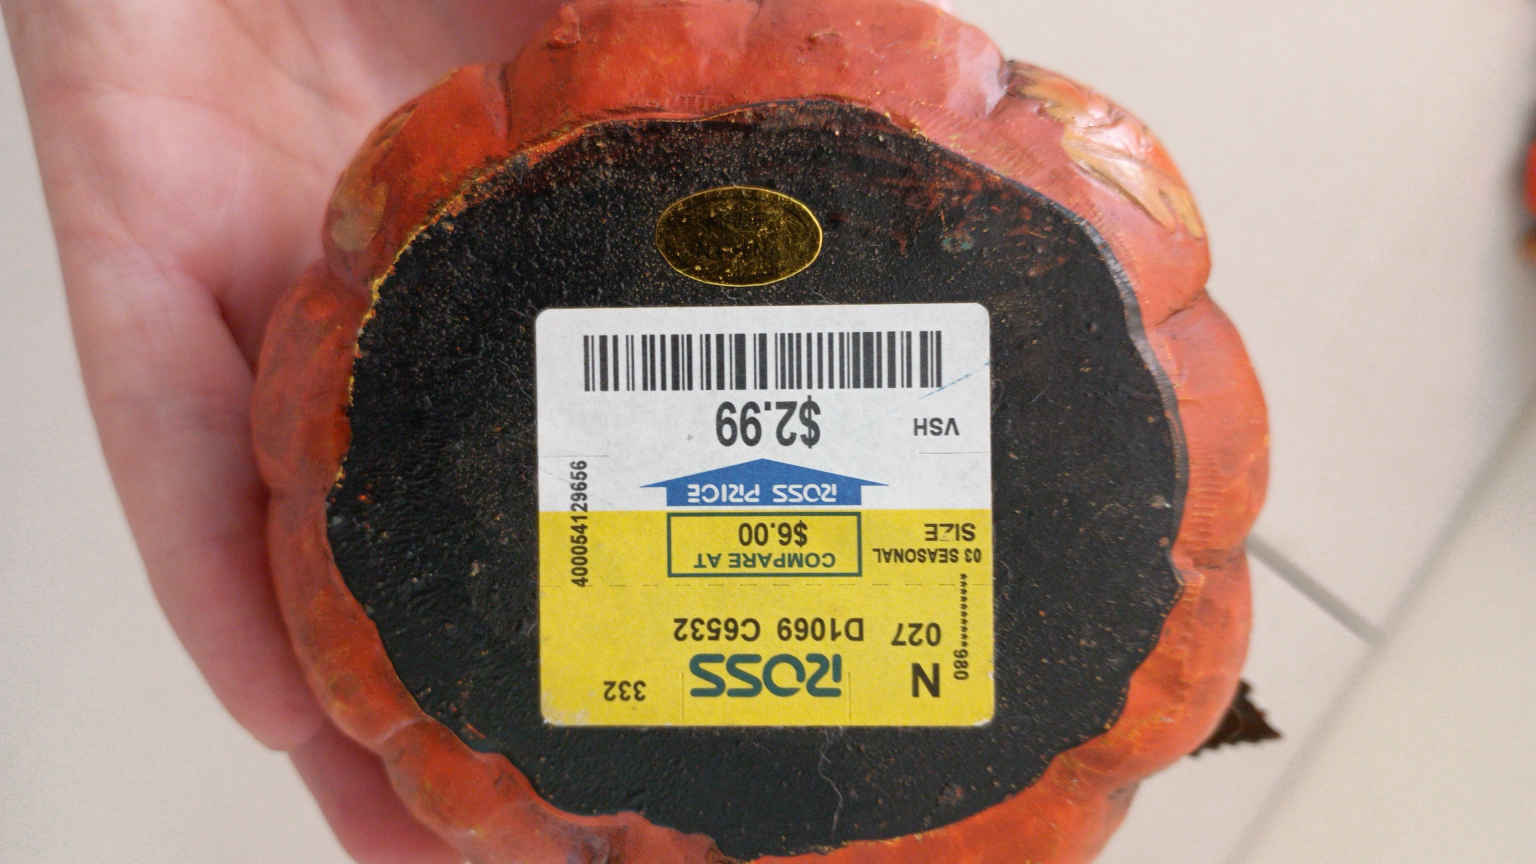 N ROSS 332
027 D1069 C6532
**********980
03 SEASONAL
SIZE
COMPARE AT
$6.00
ROSS PRICE
VSH
$2.99
400054129656